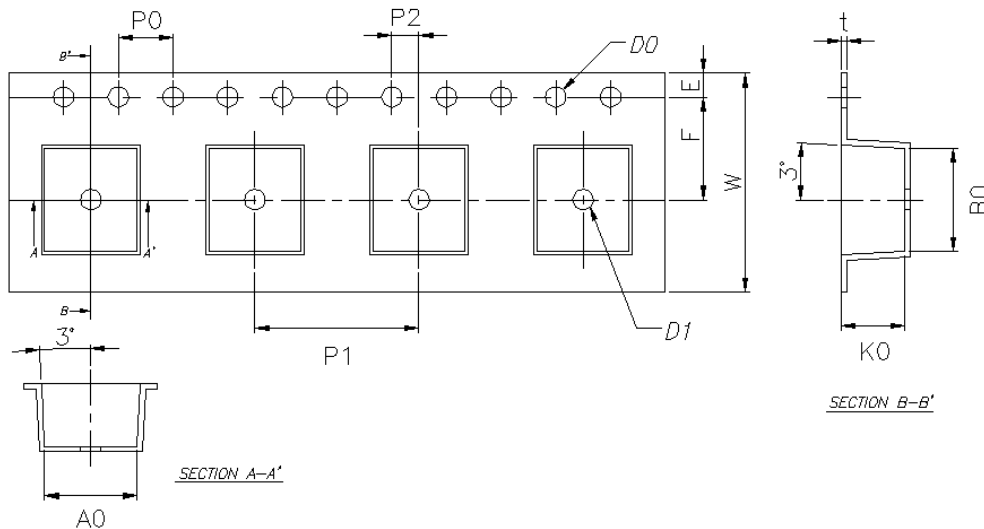 P0
P2
D0
t
B'
E
F
W
3°
B0
A
A'
B
D1
P1
K0
3°
SECTION B-B'
SECTION A-A'
A0